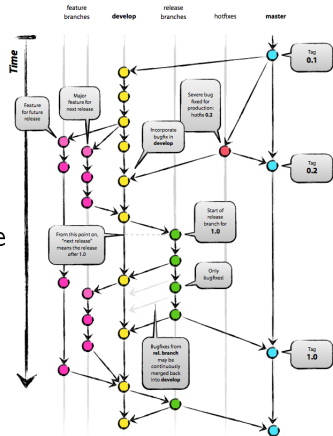 feature
branches
develop
release
branches
hotfixes
master
Time
Tag
0.1
Major
feature for
next release
Feature
for future
release
Severe bug
fixed for
production:
hotfix 0.2
Incorporate
bugfix in
develop
Tag
0.2
Start of
release
branch for
1.0
From this point on,
"next release"
means the release
after 1.0
Only
bugfixes!
Bugfixes from
rel. branch
may be
continuously
merged back
into develop
Tag
1.0